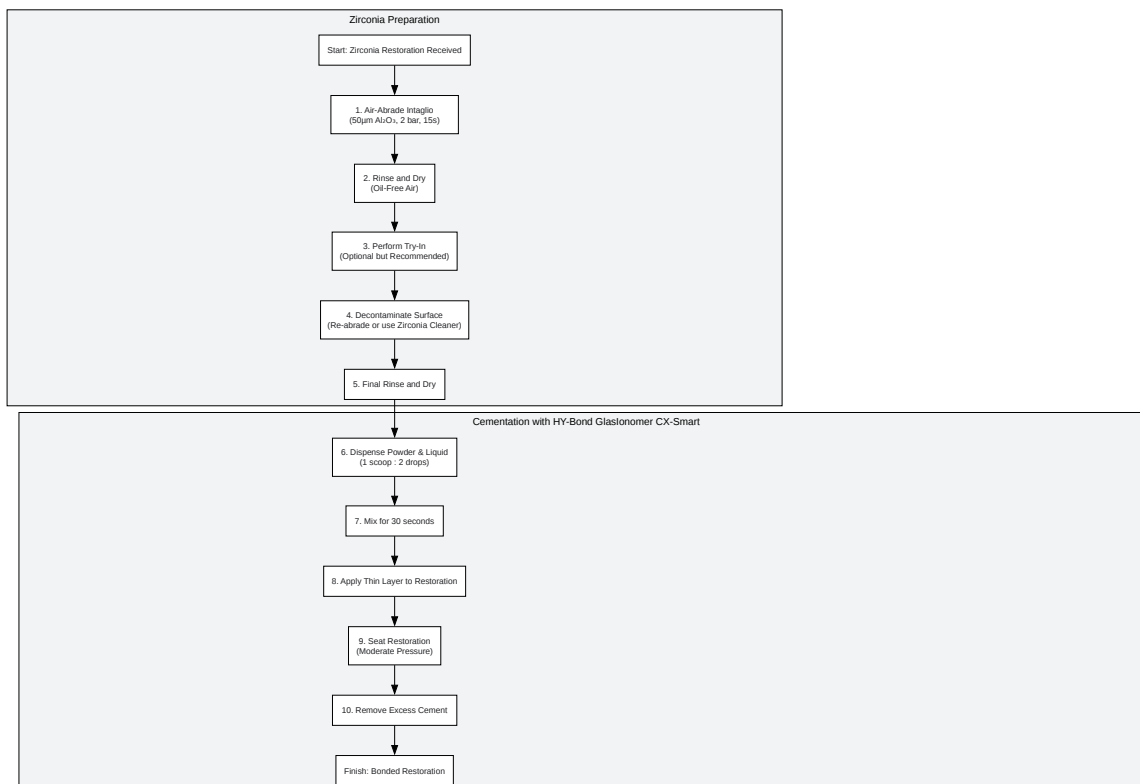 Zirconia Preparation
Start: Zirconia Restoration Received
1. Air-Abrade Intaglio
(50µm Al₂O₃, 2 bar, 15s)
2. Rinse and Dry
(Oil-Free Air)
3. Perform Try-In
(Optional but Recommended)
4. Decontaminate Surface
(Re-abrade or use Zirconia Cleaner)
5. Final Rinse and Dry
Cementation with HY-Bond GlasIonomer CX-Smart
6. Dispense Powder & Liquid
(1 scoop : 2 drops)
7. Mix for 30 seconds
8. Apply Thin Layer to Restoration
9. Seat Restoration
(Moderate Pressure)
10. Remove Excess Cement
Finish: Bonded Restoration